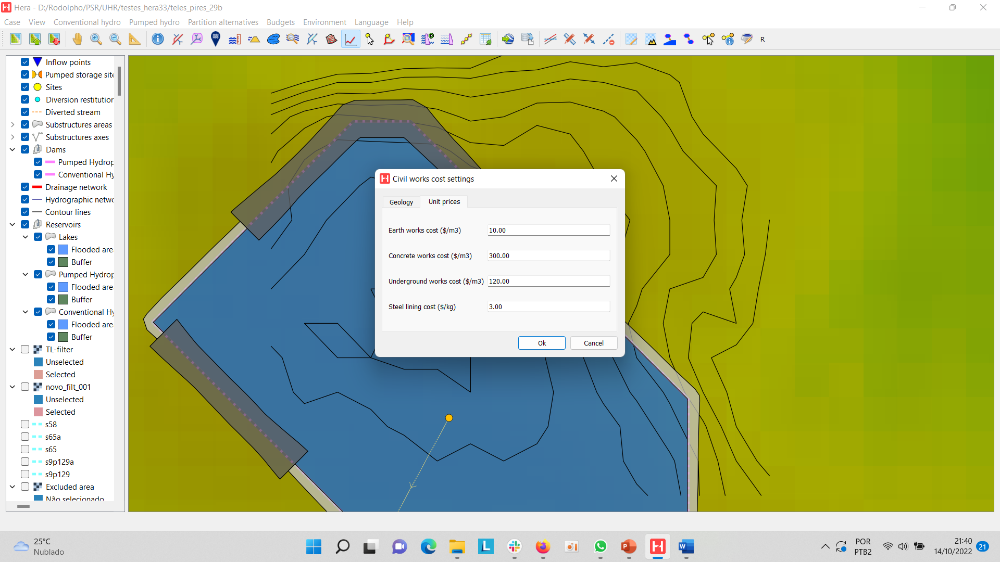 Hera - D:/Rodolpho/PSR/UHR/testes_hera33/teles_pires_29b
Case View Conventional hydro Pumped hydro Partition alternatives Budgets Environment Language Help
R
Inflow points
Pumped storage site
Sites
Diversion restitution
Diverted stream
Substructures areas
Substructures axes
Dams
Pumped Hydrop
Conventional Hy
Drainage network
Hydrographic netwo
Contour lines
Reservoirs
Lakes
Flooded are
Buffer
Pumped Hydrop
Flooded are
Buffer
Conventional Hy
Flooded are
Buffer
TL-filter
Unselected
Selected
novo_filt_001
Unselected
Selected
s58
s65a
s65
s9p129a
s9p129
Excluded area
Não selecionado
Civil works cost settings
Geology Unit prices
Earth works cost ($/m3) 10.00
Concrete works cost ($/m3) 300.00
Underground works cost ($/m3) 120.00
Steel lining cost ($/kg) 3.00
Ok Cancel
25°C
Nublado
POR
PTB2
21:40
14/10/2022
21